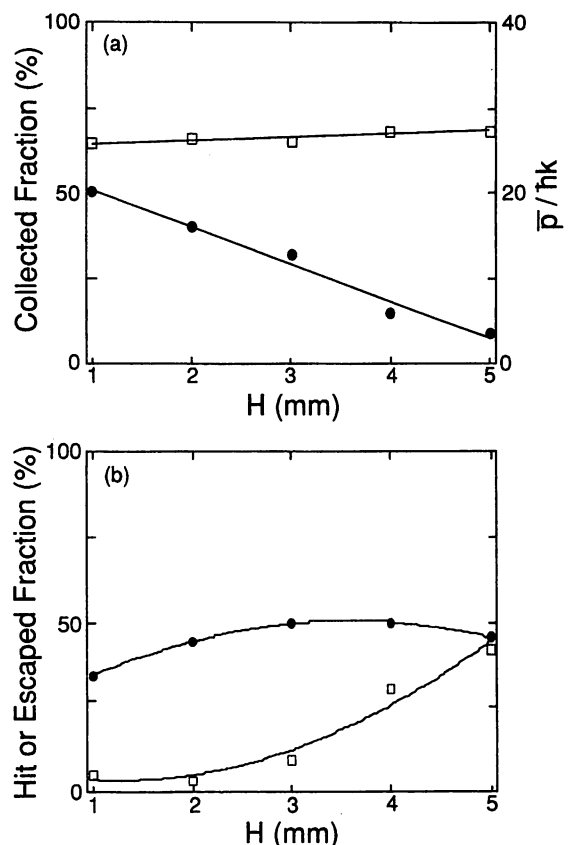 (a)
Collected Fraction (%)
100
50
0
40
20
0
p̅ / ħk
1 2 3 4 5
H (mm)
(b)
Hit or Escaped Fraction (%)
100
50
0
1 2 3 4 5
H (mm)